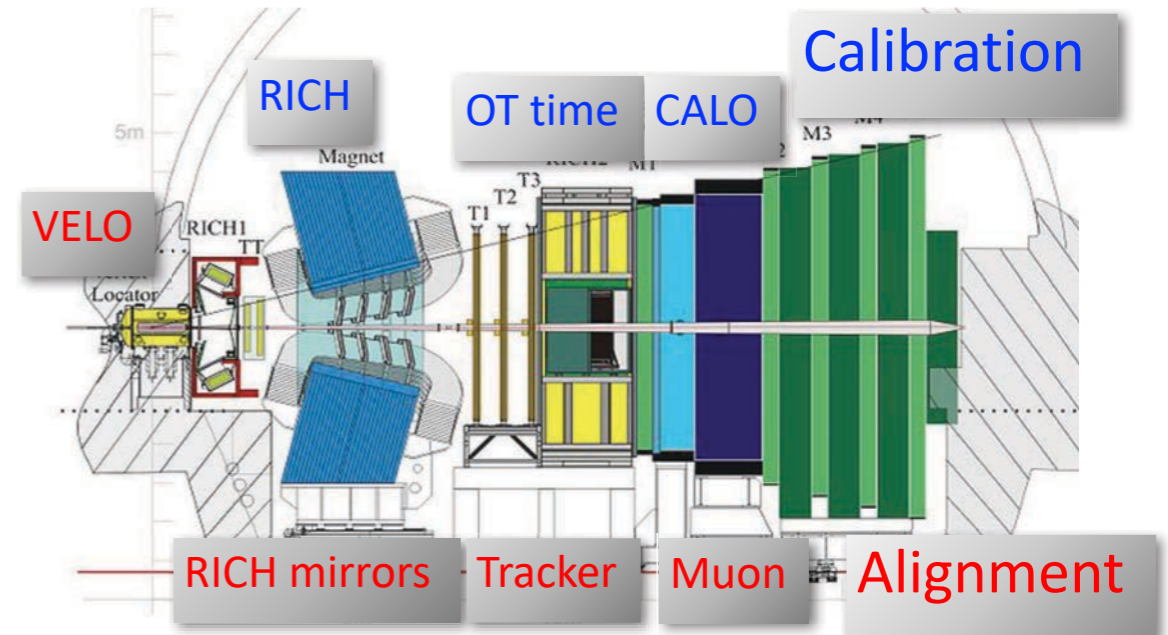 Calibration
RICH
OT time
CALO
5m
Magnet
M3
T3
T2
T1
VELO
RICH1
TT
Locator
RICH mirrors
Tracker
Muon
Alignment